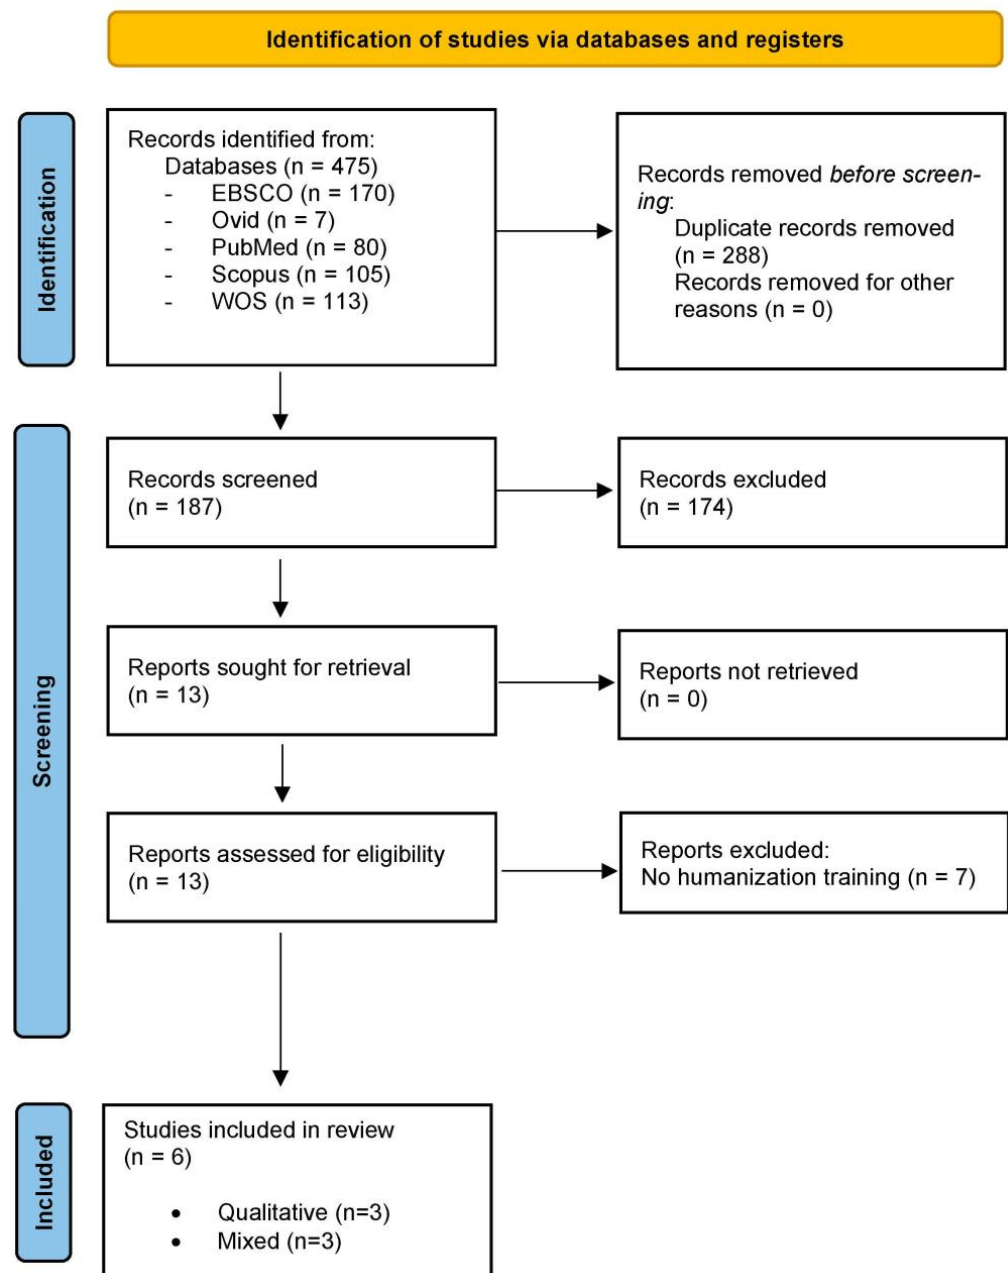 Identification of studies via databases and registers
Identification
Records identified from:
Databases (n = 475)
- EBSCO (n = 170)
- Ovid (n = 7)
- PubMed (n = 80)
- Scopus (n = 105)
- WOS (n = 113)
Records removed before screen-
ing:
Duplicate records removed
(n = 288)
Records removed for other
reasons (n = 0)
Screening
Records screened
(n = 187)
Records excluded
(n = 174)
Reports sought for retrieval
(n = 13)
Reports not retrieved
(n = 0)
Reports assessed for eligibility
(n = 13)
Reports excluded:
No humanization training (n = 7)
Included
Studies included in review
(n = 6)
• Qualitative (n=3)
• Mixed (n=3)